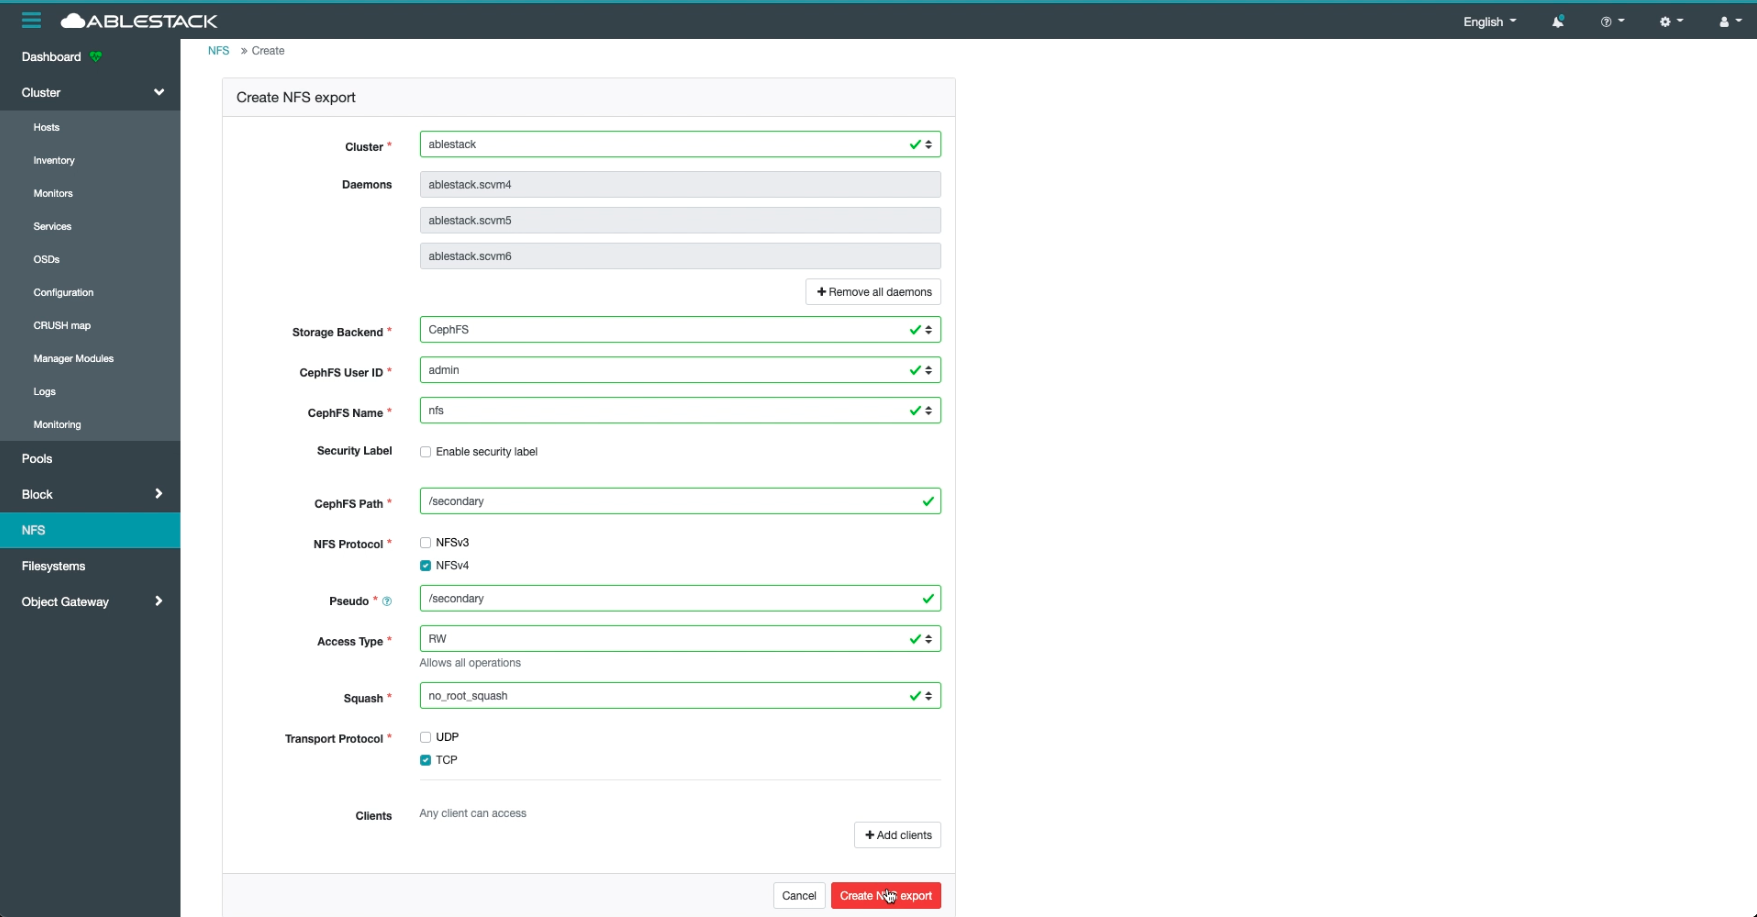 ABLESTACK
English
NFS » Create
Dashboard
Cluster
Hosts
Inventory
Monitors
Services
OSDs
Configuration
CRUSH map
Manager Modules
Logs
Monitoring
Pools
Block
NFS
Filesystems
Object Gateway
Create NFS export
Cluster *
ablestack
Daemons
ablestack.scvm4
ablestack.scvm5
ablestack.scvm6
Remove all daemons
Storage Backend *
CephFS
CephFS User ID *
admin
CephFS Name *
nfs
Security Label
Enable security label
CephFS Path *
/secondary
NFS Protocol *
NFSv3
NFSv4
Pseudo *
/secondary
Access Type *
RW
Allows all operations
Squash *
no_root_squash
Transport Protocol *
UDP
TCP
Clients
Any client can access
Add clients
Cancel
Create NFS export